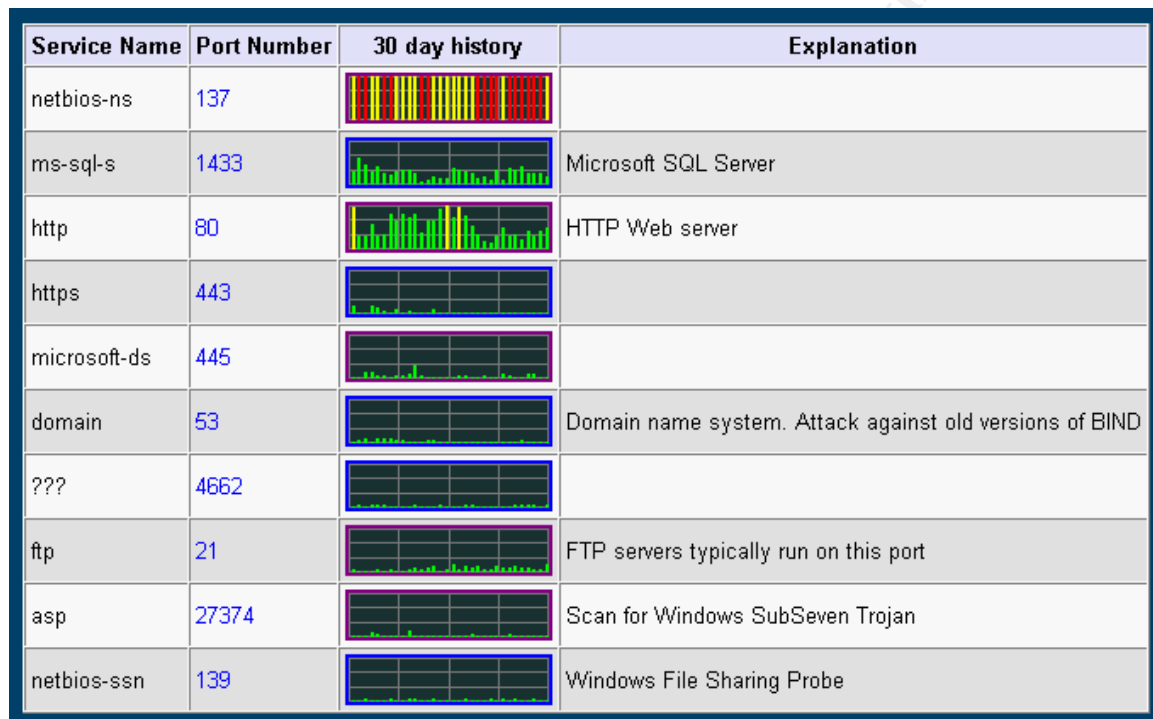 Service Name Port Number 30 day history Explanation
netbios-ns 137
ms-sql-s 1433 Microsoft SQL Server
http 80 HTTP Web server
https 443
microsoft-ds 445
domain 53 Domain name system. Attack against old versions of BIND
??? 4662
ftp 21 FTP servers typically run on this port
asp 27374 Scan for Windows SubSeven Trojan
netbios-ssn 139 Windows File Sharing Probe